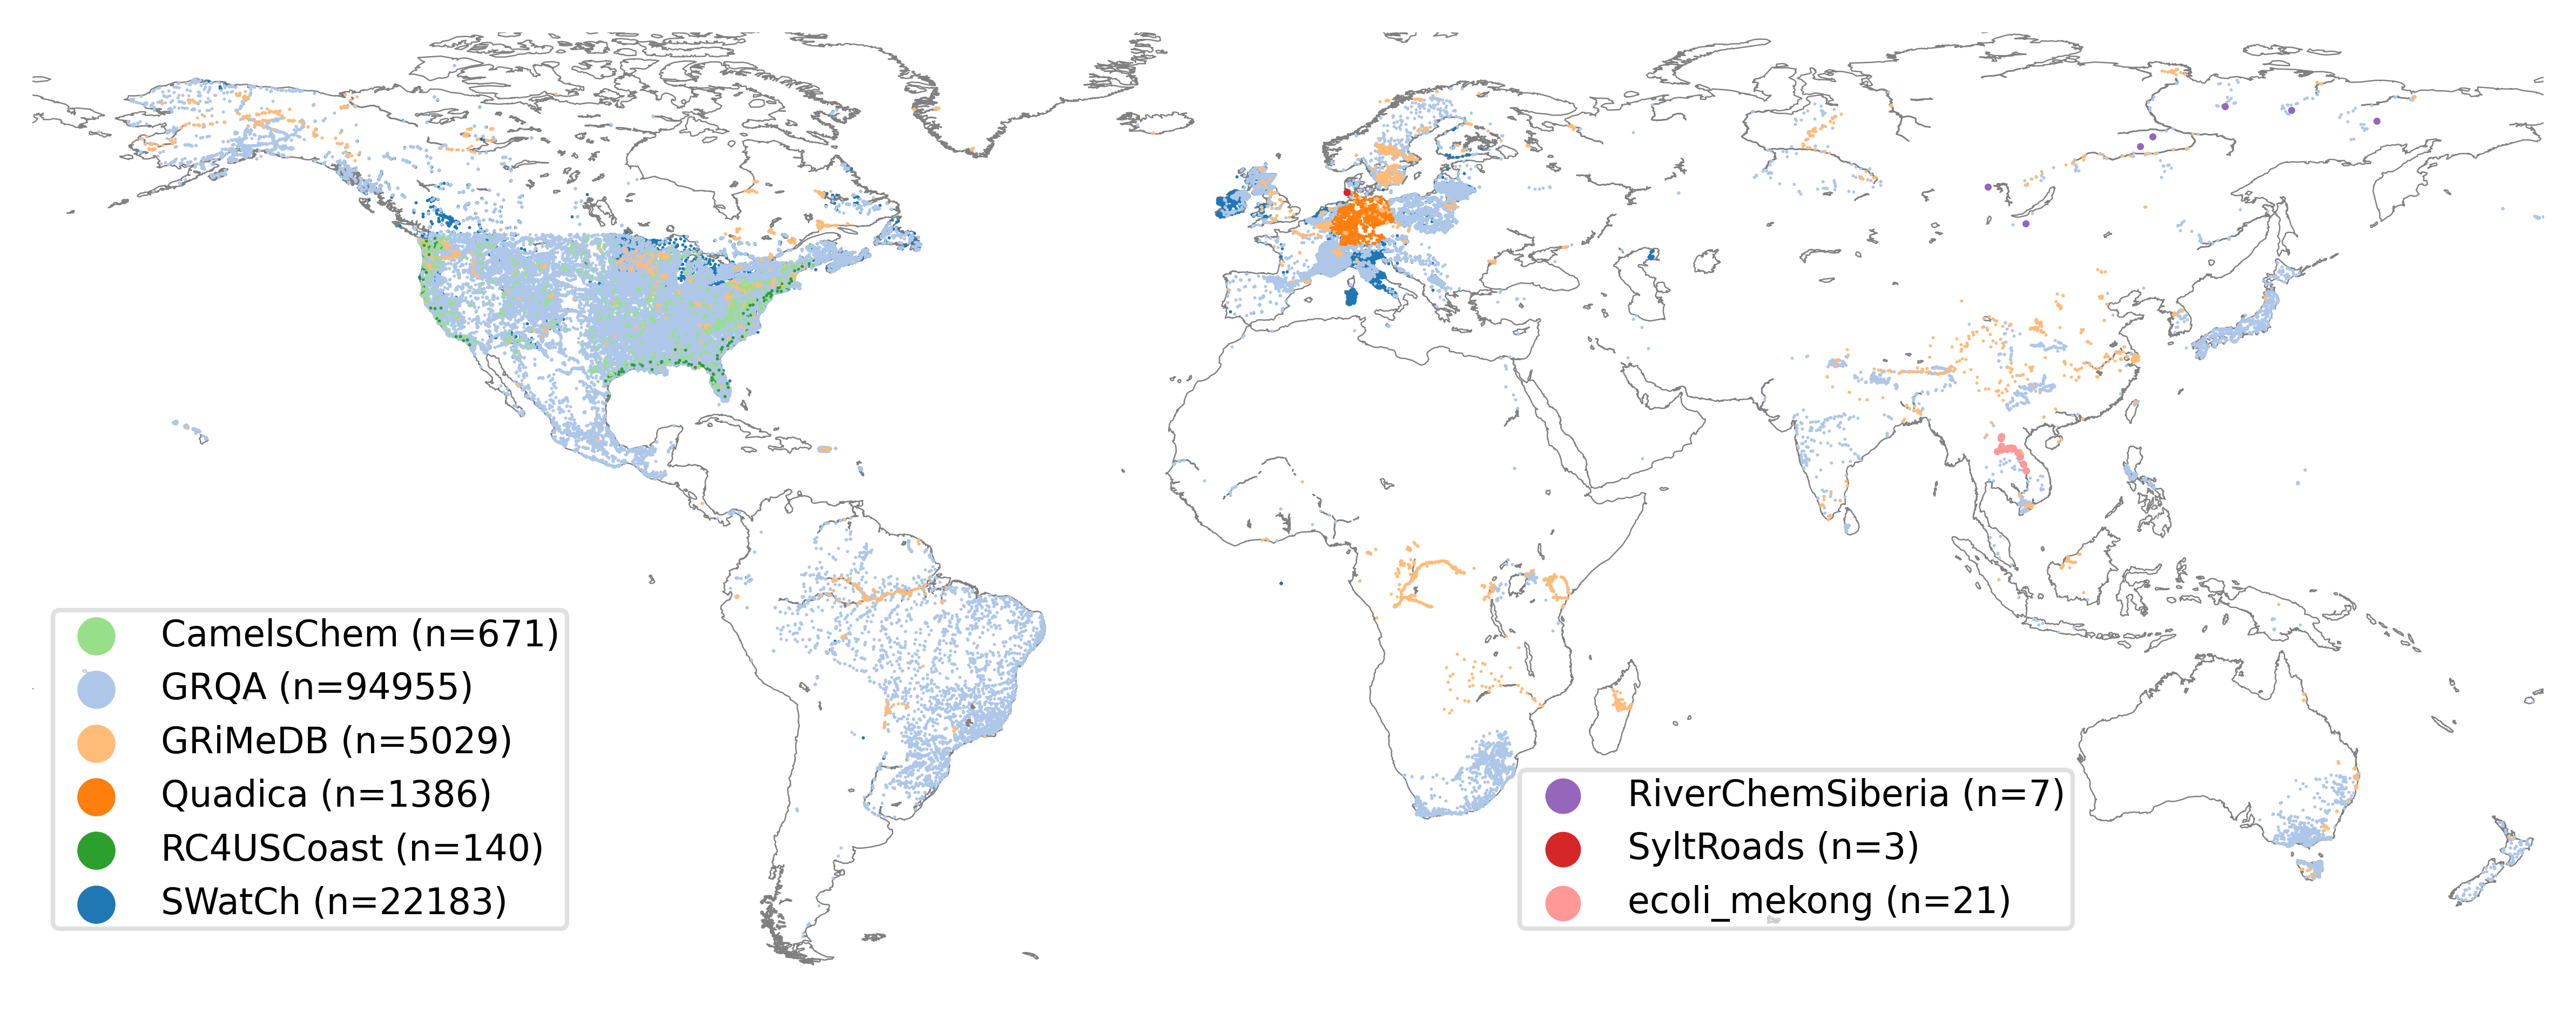 CamelsChem (n=671)
GRQA (n=94955)
GRiMeDB (n=5029)
Quadica (n=1386)
RC4USCoast (n=140)
SWatCh (n=22183)
RiverChemSiberia (n=7)
SyltRoads (n=3)
ecoli_mekong (n=21)